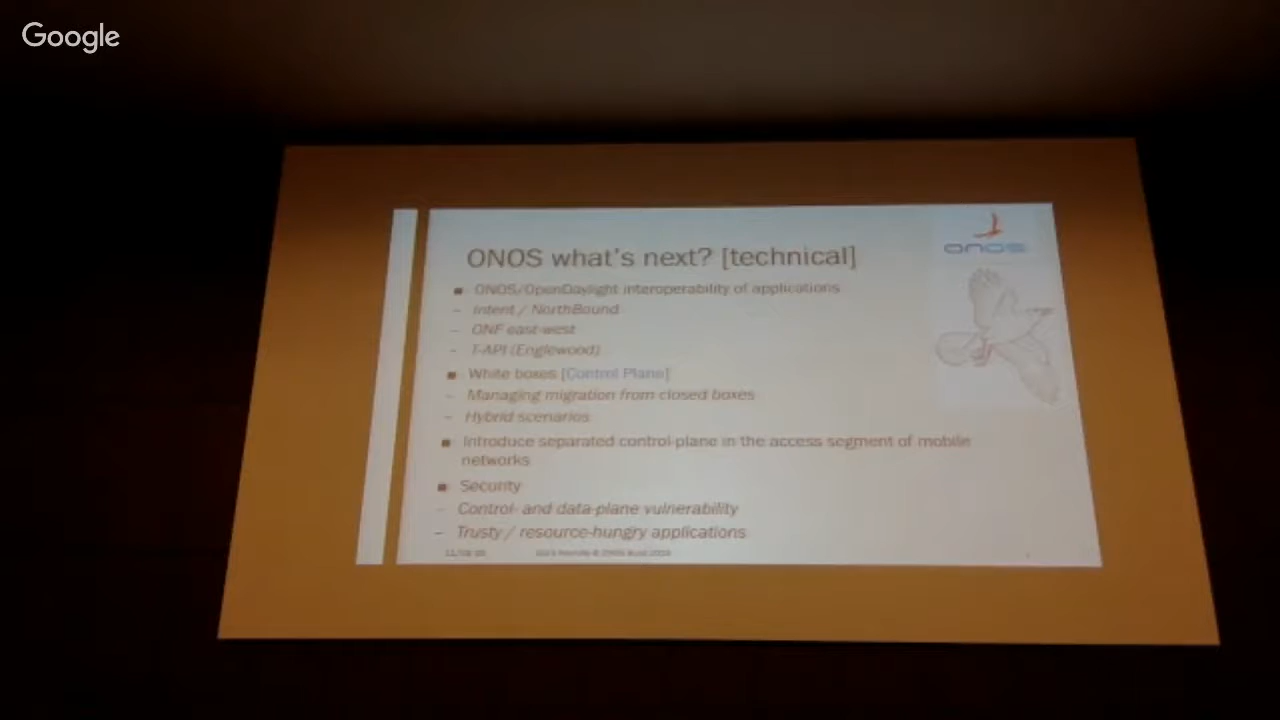 Google
ONOS what's next? [technical]
onos
■ ONOS/OpenDaylight interoperability of applications
– Intent / NorthBound
– ONF east-west
– T-API (Englewood)
■ White boxes [Control Plane]
– Managing migration from closed boxes
– Hybrid scenarios
■ Introduce separated control-plane in the access segment of mobile
networks
■ Security
– Control- and data-plane vulnerability
– Trusty / resource-hungry applications